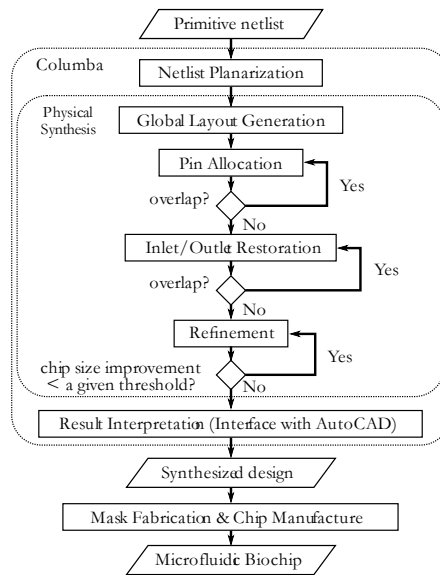 Primitive netlist
Columba
Netlist Planarization
Physical
Synthesis
Global Layout Generation
Pin Allocation
overlap?
Yes
No
Inlet/Outlet Restoration
overlap?
Yes
No
Refinement
Yes
chip size improvement
< a given threshold?
No
Result Interpretation (Interface with AutoCAD)
Synthesized design
Mask Fabrication & Chip Manufacture
Microfluidic Biochip